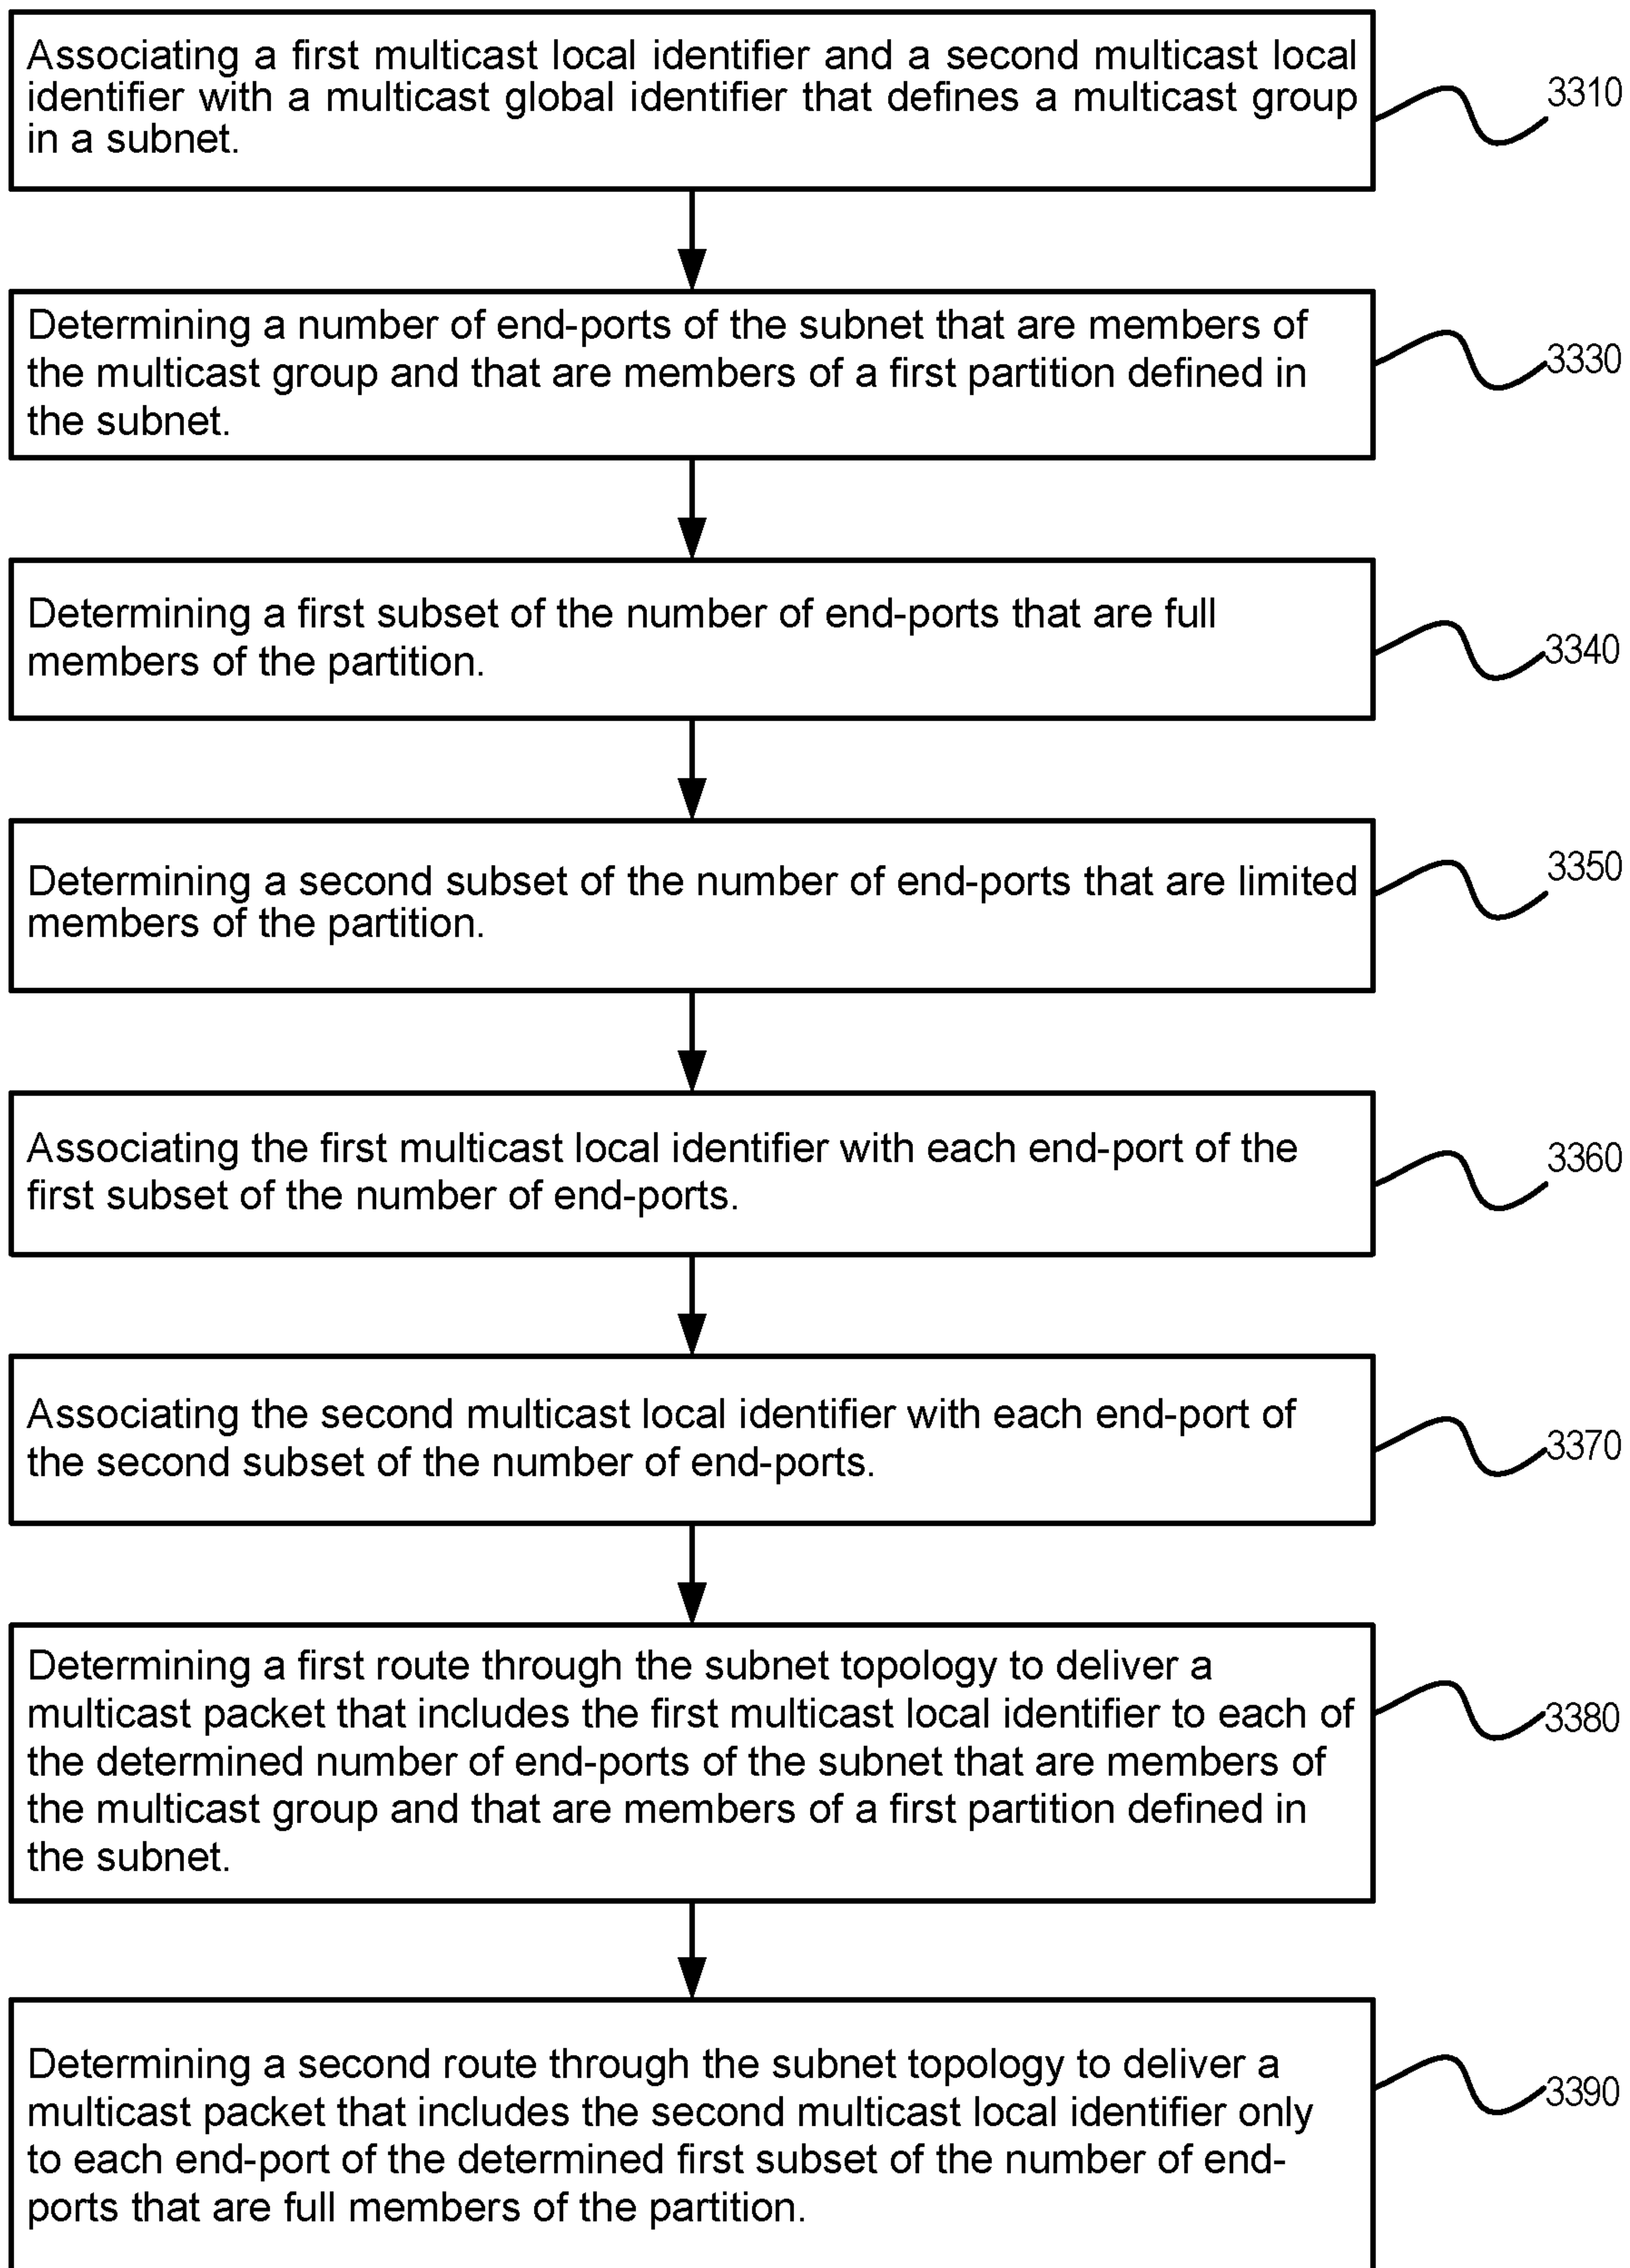 Associating a first multicast local identifier and a second multicast local
identifier with a multicast global identifier that defines a multicast group
in a subnet.
3310
Determining a number of end-ports of the subnet that are members of
the multicast group and that are members of a first partition defined in
the subnet.
3330
Determining a first subset of the number of end-ports that are full
members of the partition.
3340
Determining a second subset of the number of end-ports that are limited
members of the partition.
3350
Associating the first multicast local identifier with each end-port of the
first subset of the number of end-ports.
3360
Associating the second multicast local identifier with each end-port of
the second subset of the number of end-ports.
3370
Determining a first route through the subnet topology to deliver a
multicast packet that includes the first multicast local identifier to each of
the determined number of end-ports of the subnet that are members of
the multicast group and that are members of a first partition defined in
the subnet.
3380
Determining a second route through the subnet topology to deliver a
multicast packet that includes the second multicast local identifier only
to each end-port of the determined first subset of the number of end-
ports that are full members of the partition.
3390